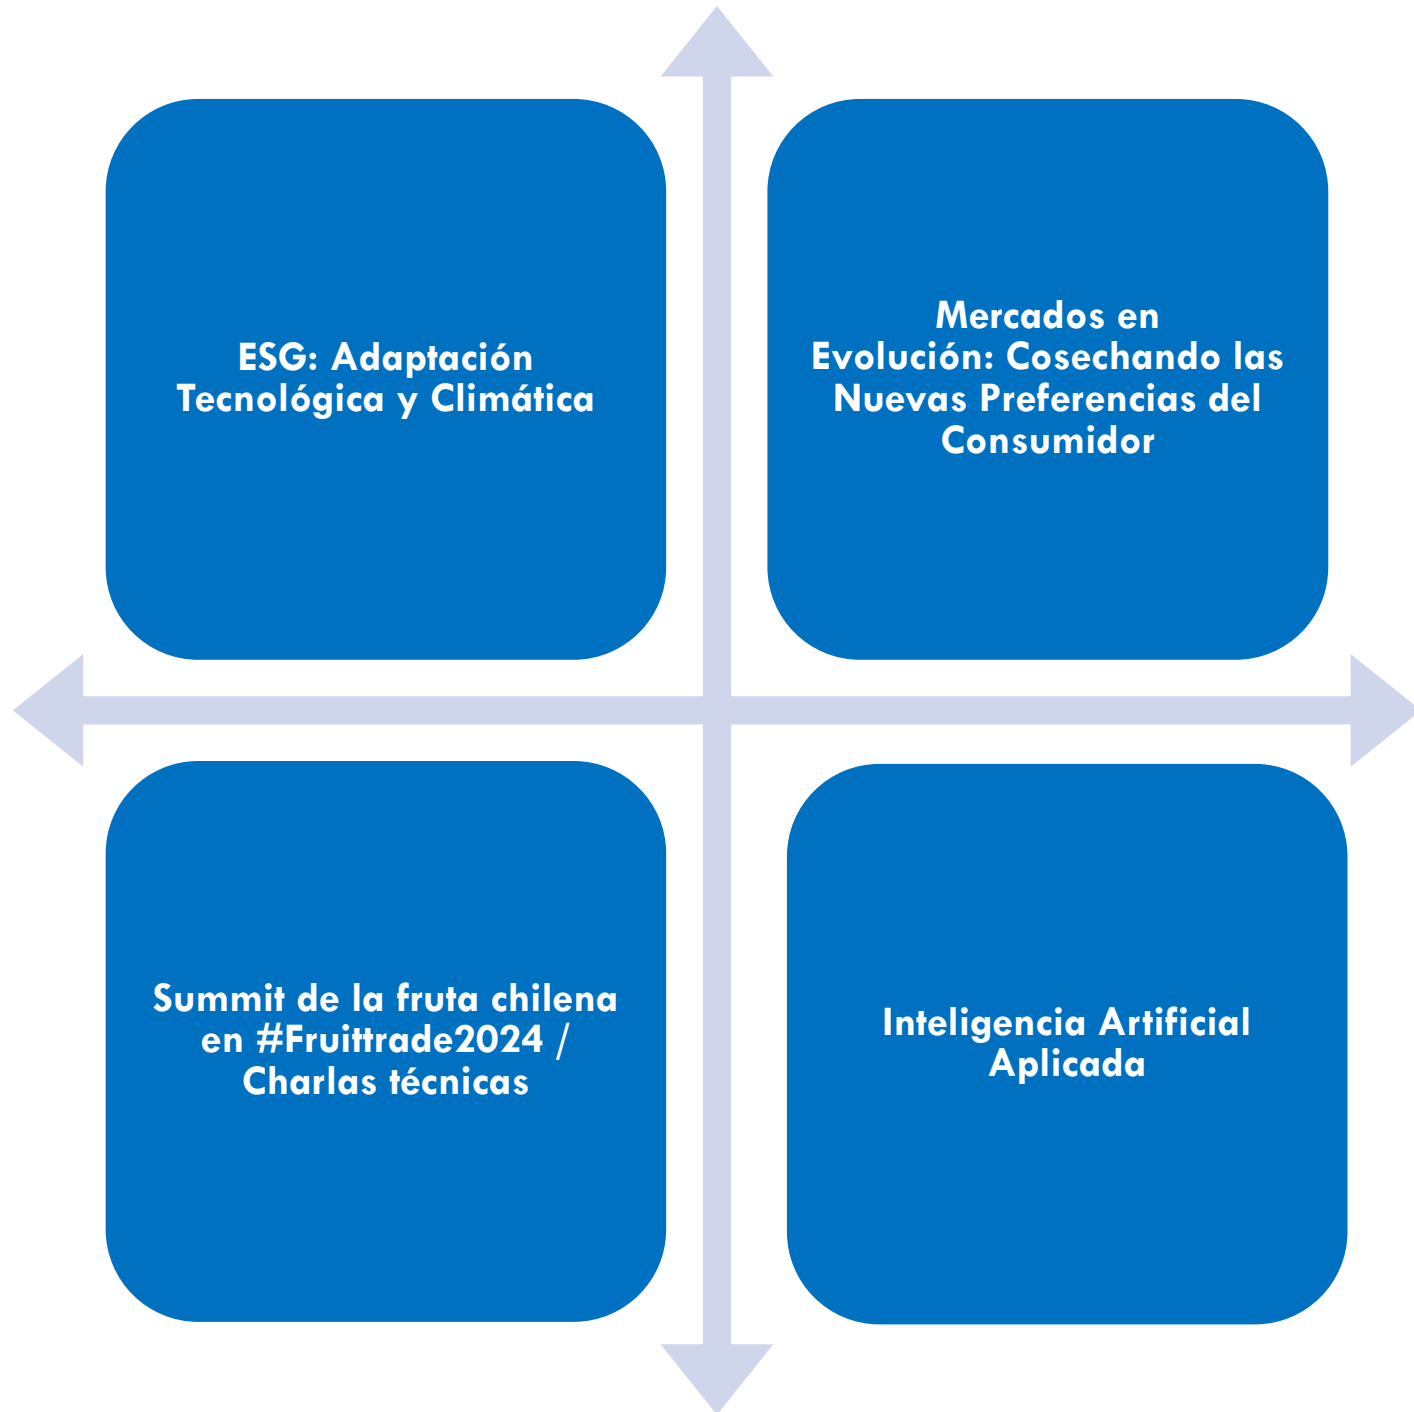 ESG: Adaptación
Tecnológica y Climática
Mercados en
Evolución: Cosechando las
Nuevas Preferencias del
Consumidor
Summit de la fruta chilena
en #Fruittrade2024 /
Charlas técnicas
Inteligencia Artificial
Aplicada